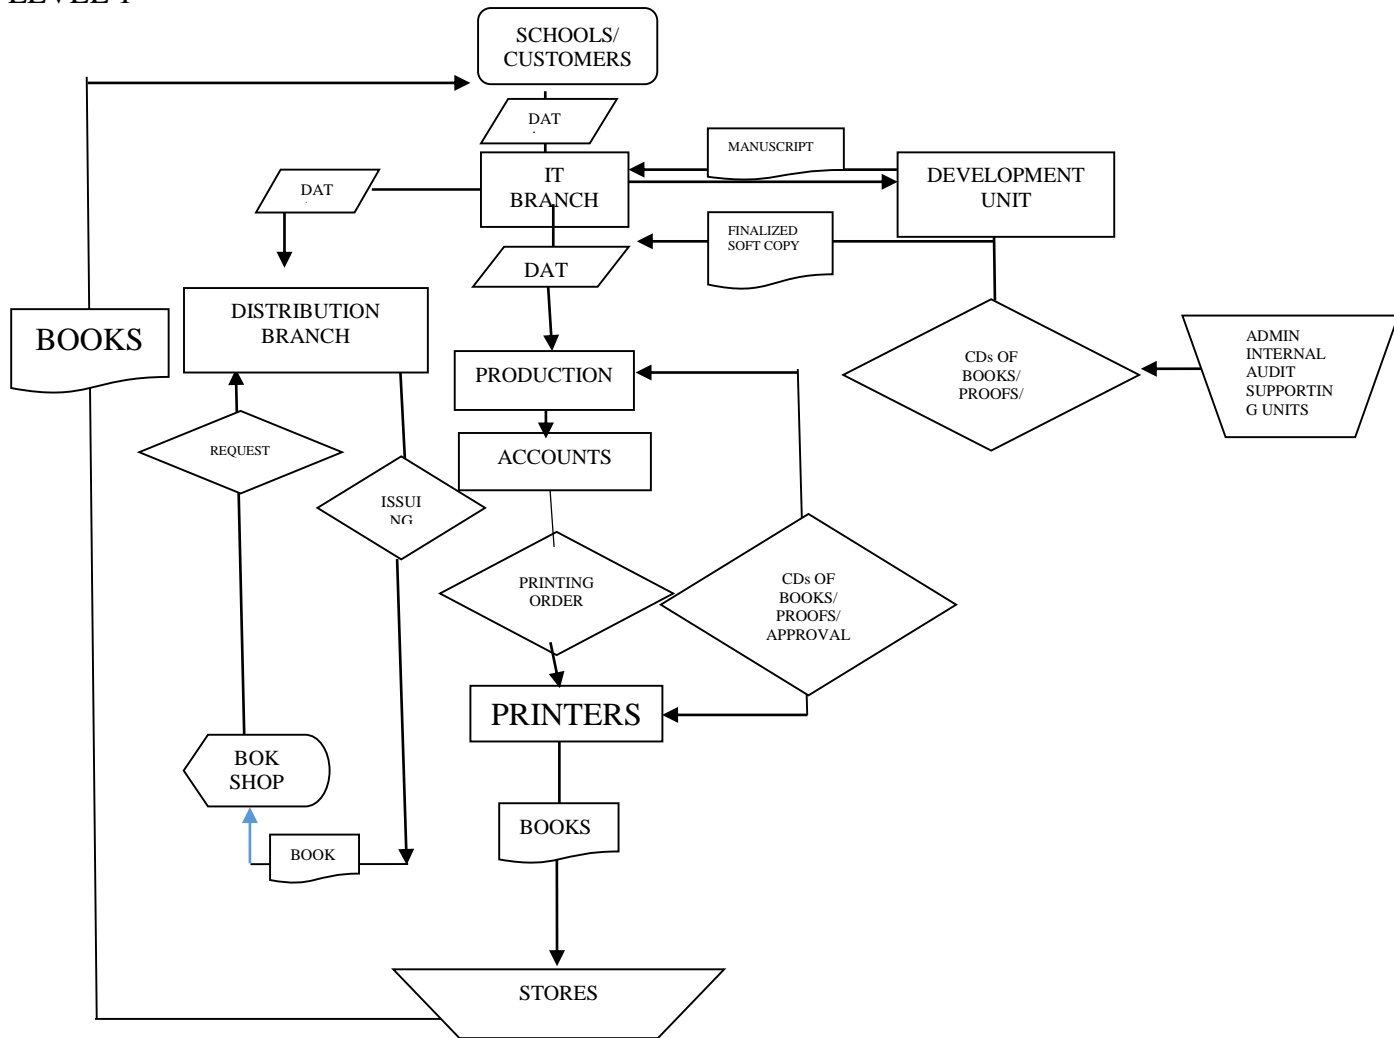 SCHOOLS/
CUSTOMERS
DAT
MANUSCRIPT
IT
BRANCH
DEVELOPMENT
UNIT
DAT
FINALIZED
SOFT COPY
DAT
DISTRIBUTION
BRANCH
BOOKS
ADMIN
INTERNAL
AUDIT
SUPPORTIN
G UNITS
CDs OF
BOOKS/
PROOFS/
PRODUCTION
REQUEST
ACCOUNTS
ISSUI
NG
PRINTING
ORDER
CDs OF
BOOKS/
PROOFS/
APPROVAL
PRINTERS
BOK
SHOP
BOOKS
BOOK
STORES